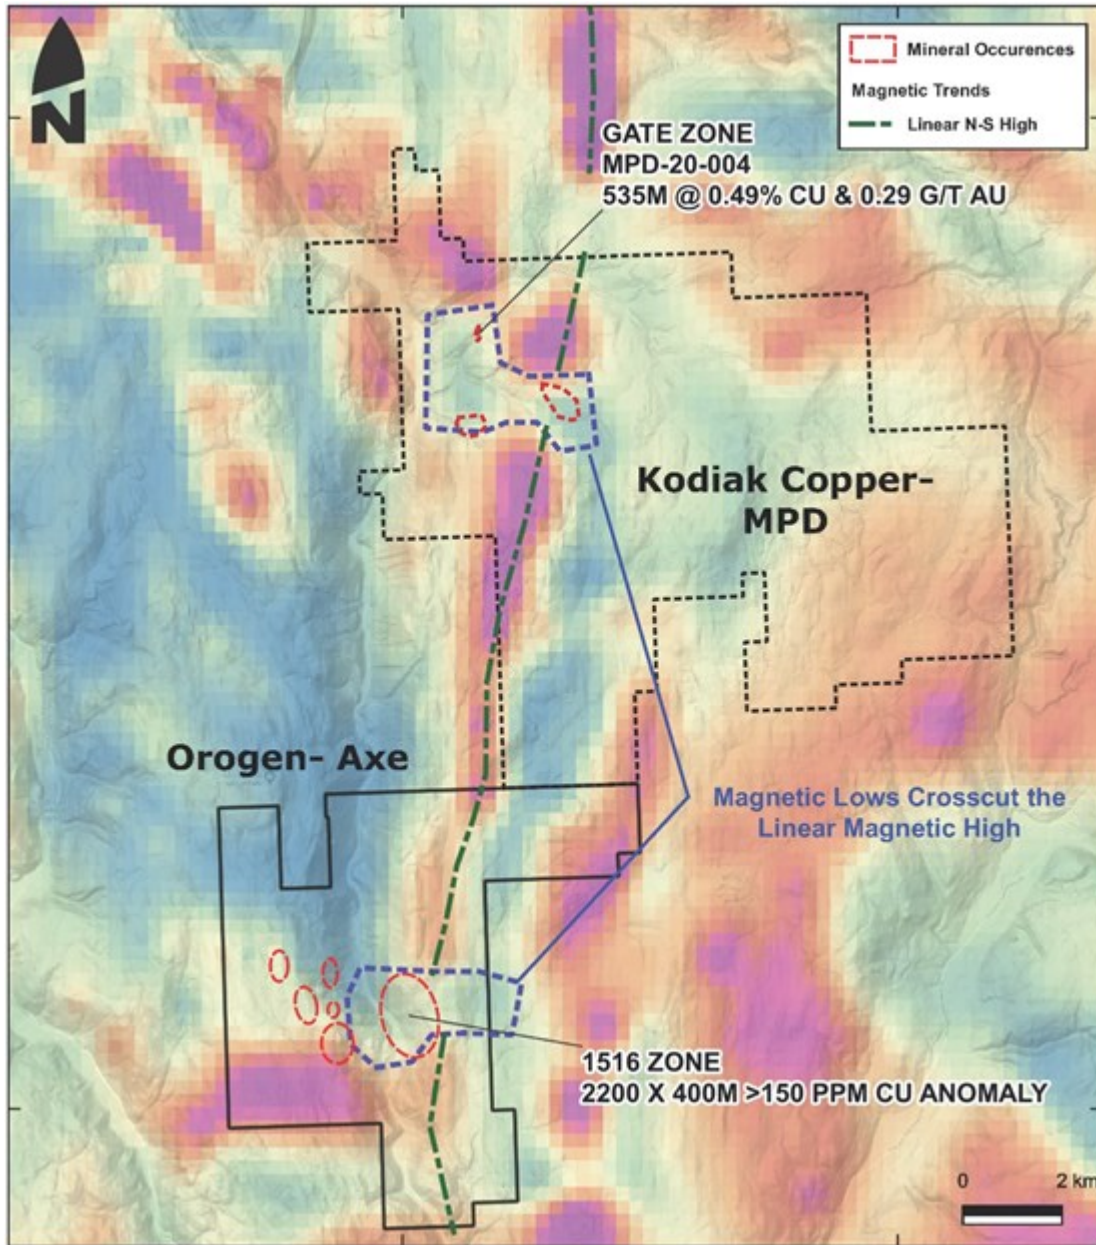 N
Mineral Occurences
Magnetic Trends
Linear N-S High
GATE ZONE
MPD-20-004
535M @ 0.49% CU & 0.29 G/T AU
Kodiak Copper-
MPD
Orogen- Axe
Magnetic Lows Crosscut the
Linear Magnetic High
1516 ZONE
2200 X 400M >150 PPM CU ANOMALY
0 2 km